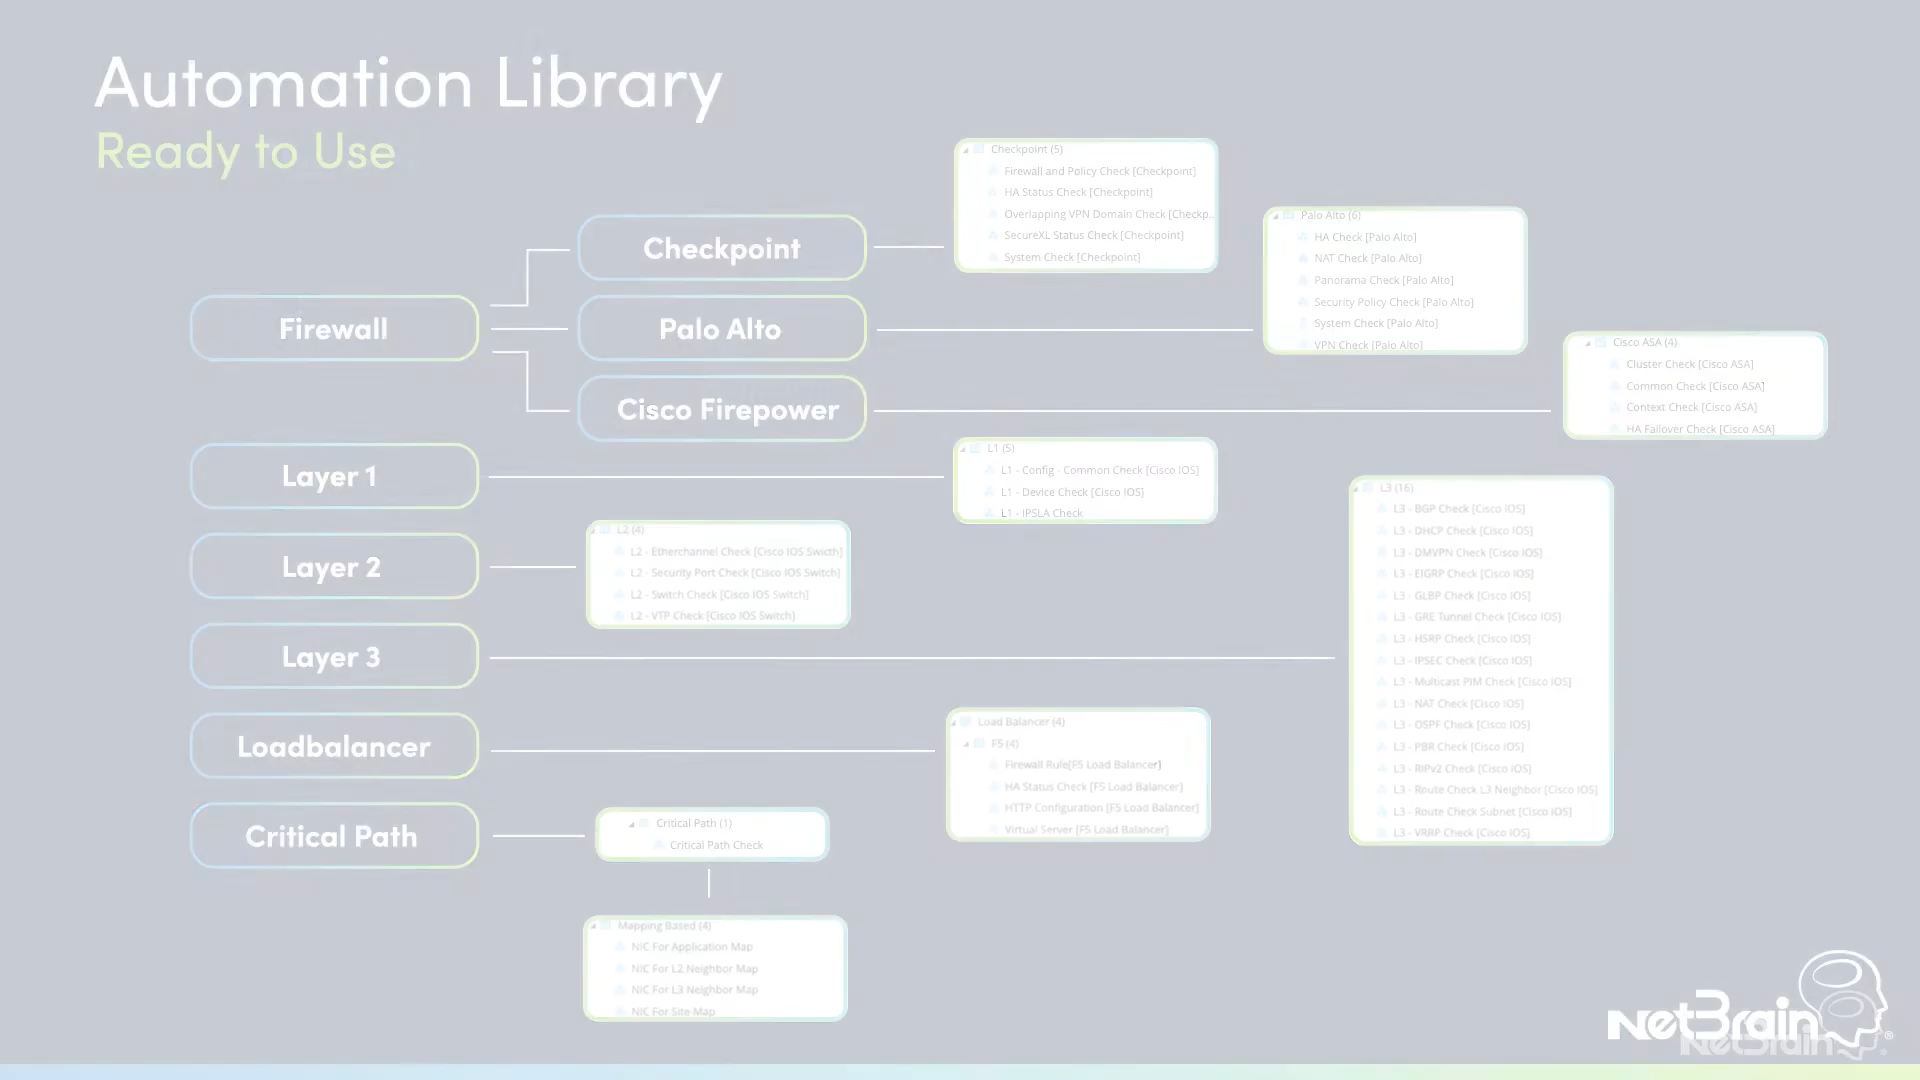 Automation Library
Ready to Use
Firewall
Checkpoint
Palo Alto
Cisco Firepower
Checkpoint (5)
Firewall and Policy Check [Checkpoint]
HA Status Check [Checkpoint]
Overlapping VPN Domain Check [Checkp...
SecureXL Status Check [Checkpoint]
System Check [Checkpoint]
Palo Alto (6)
HA Check [Palo Alto]
NAT Check [Palo Alto]
Panorama Check [Palo Alto]
Security Policy Check [Palo Alto]
System Check [Palo Alto]
VPN Check [Palo Alto]
Cisco ASA (4)
Cluster Check [Cisco ASA]
Common Check [Cisco ASA]
Context Check [Cisco ASA]
HA Failover Check [Cisco ASA]
Layer 1
L1 (5)
L1 - Config - Common Check [Cisco IOS]
L1 - Device Check [Cisco IOS]
L1 - IPSLA Check
Layer 2
L2 (4)
L2 - Etherchannel Check [Cisco IOS Swicth]
L2 - Security Port Check [Cisco IOS Switch]
L2 - Switch Check [Cisco IOS Switch]
L2 - VTP Check [Cisco IOS Switch]
Layer 3
L3 (16)
L3 - BGP Check [Cisco IOS]
L3 - DHCP Check [Cisco IOS]
L3 - DMVPN Check [Cisco IOS]
L3 - EIGRP Check [Cisco IOS]
L3 - GLBP Check [Cisco IOS]
L3 - GRE Tunnel Check [Cisco IOS]
L3 - HSRP Check [Cisco IOS]
L3 - IPSEC Check [Cisco IOS]
L3 - Multicast PIM Check [Cisco IOS]
L3 - NAT Check [Cisco IOS]
L3 - OSPF Check [Cisco IOS]
L3 - PBR Check [Cisco IOS]
L3 - RIPv2 Check [Cisco IOS]
L3 - Route Check L3 Neighbor [Cisco IOS]
L3 - Route Check Subnet [Cisco IOS]
L3 - VRRP Check [Cisco IOS]
Loadbalancer
Load Balancer (4)
F5 (4)
Firewall Rule[F5 Load Balancer]
HA Status Check [F5 Load Balancer]
HTTP Configuration [F5 Load Balancer]
Virtual Server [F5 Load Balancer]
Critical Path
Critical Path (1)
Critical Path Check
Mapping Based (4)
NIC For Application Map
NIC For L2 Neighbor Map
NIC For L3 Neighbor Map
NIC For Site Map
NetBrain®
NetBrain